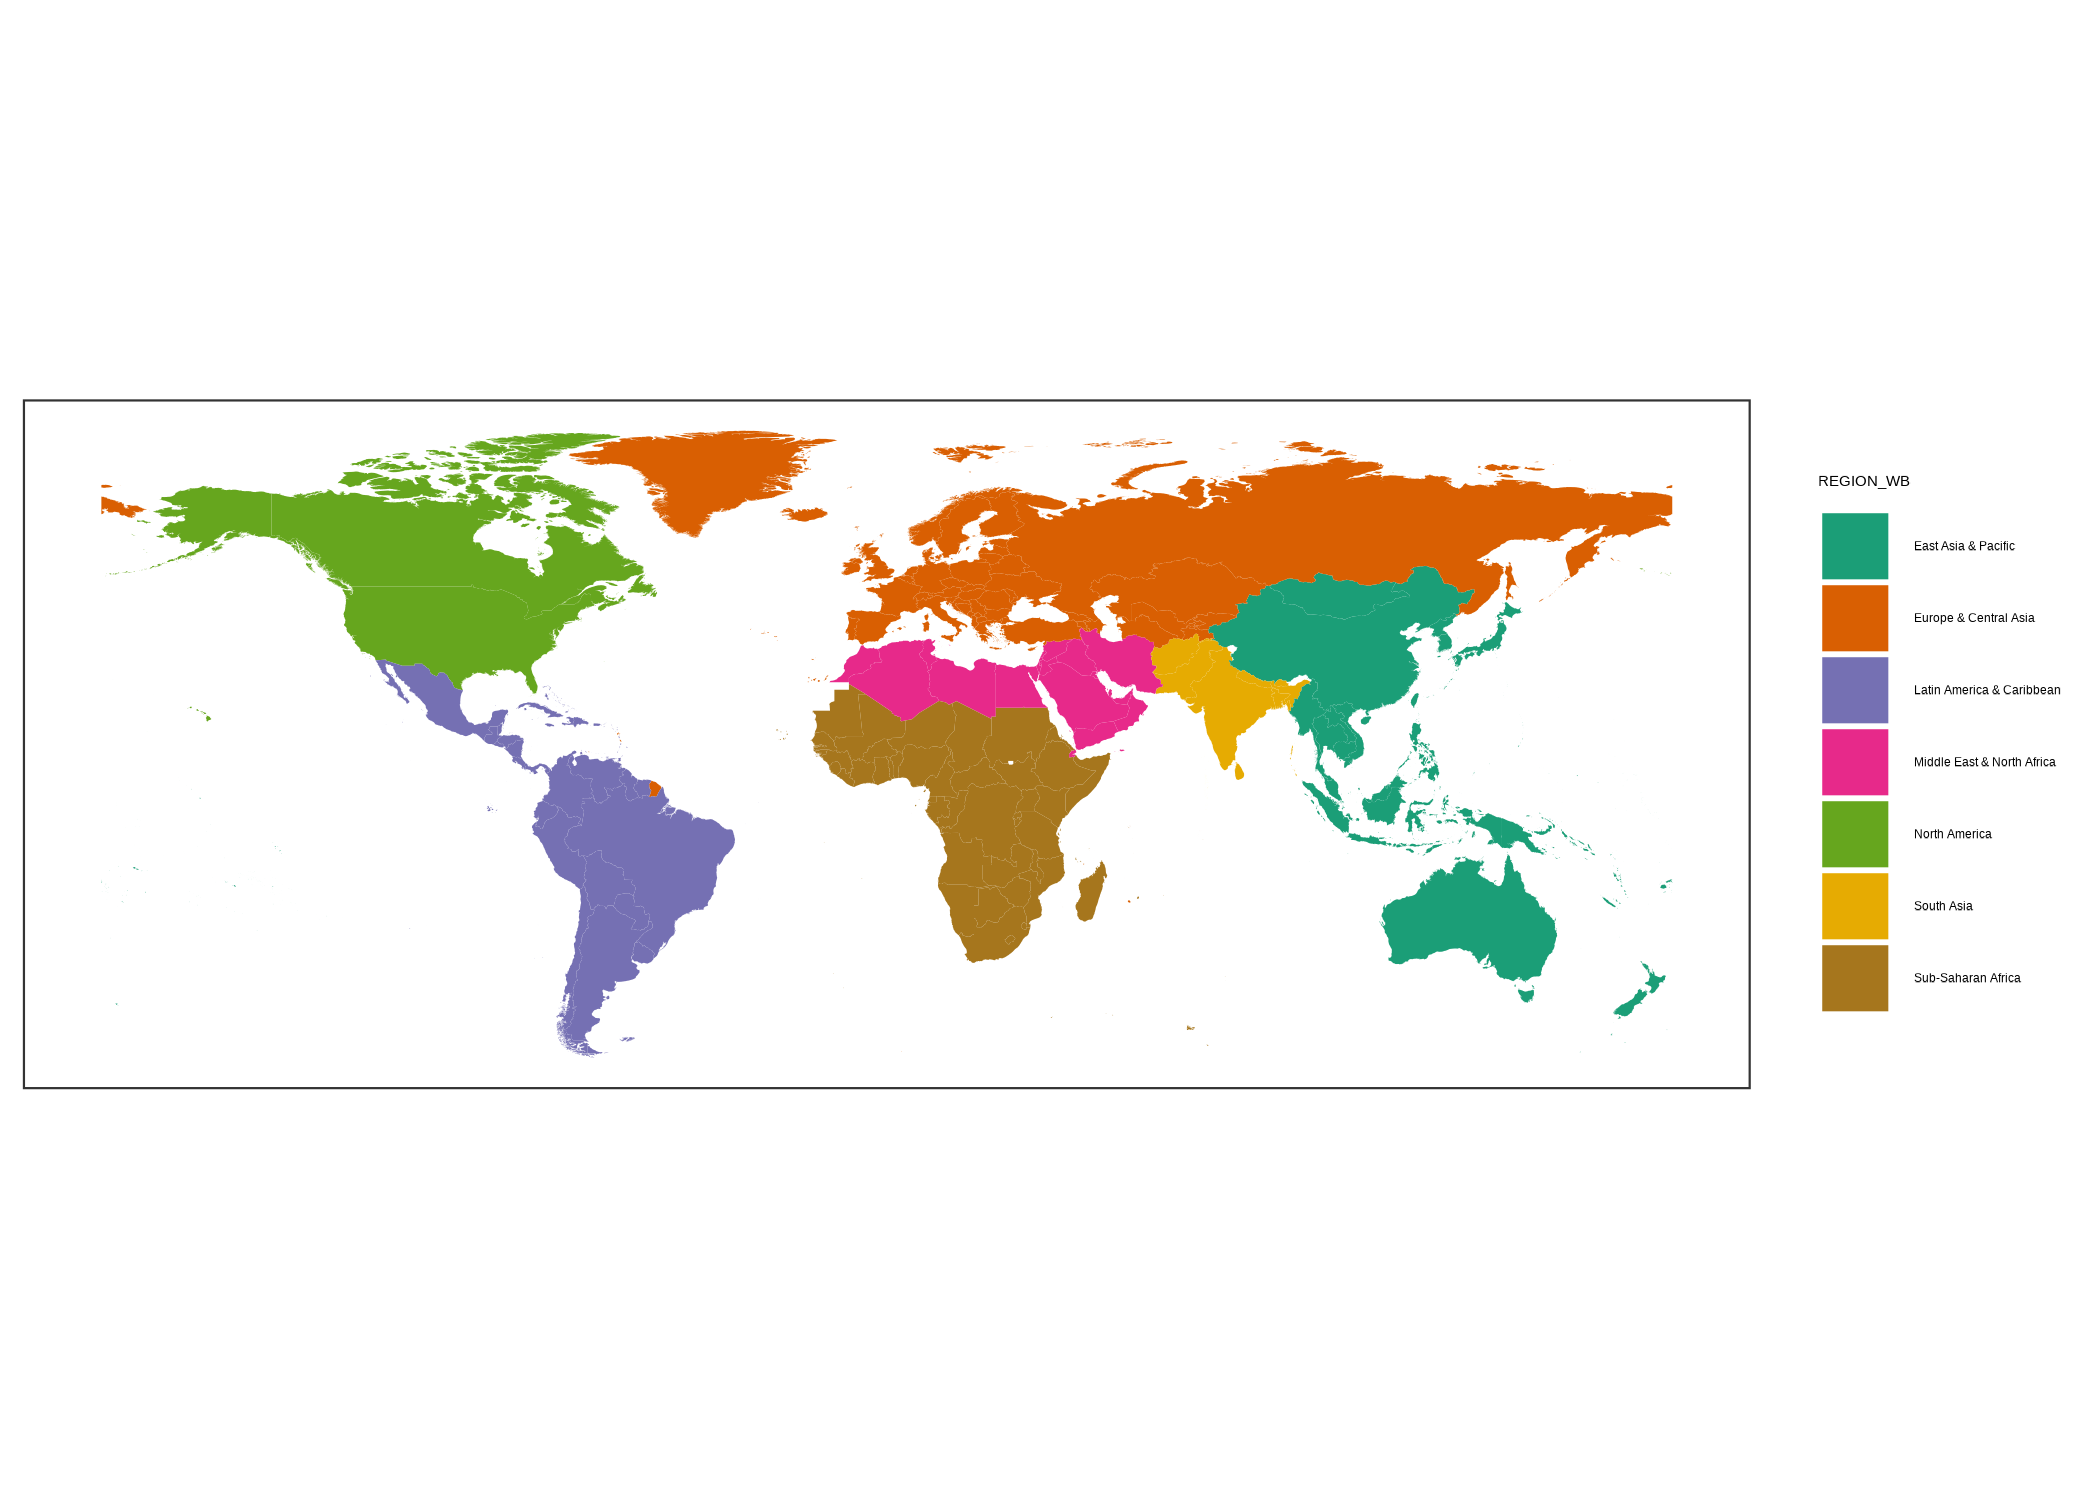 REGION_WB
East Asia & Pacific
Europe & Central Asia
Latin America & Caribbean
Middle East & North Africa
North America
South Asia
Sub-Saharan Africa